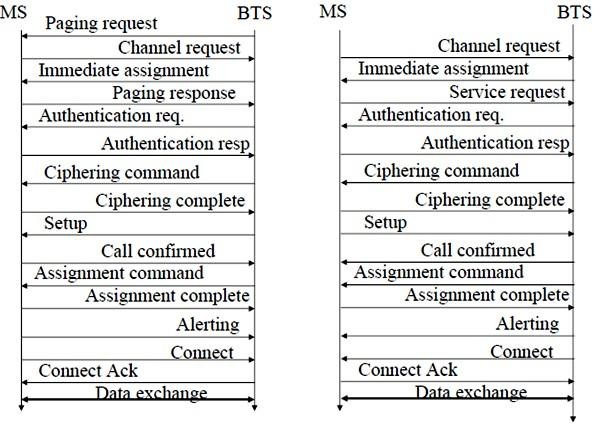 MS BTS
Paging request
Channel request
Immediate assignment
Paging response
Authentication req.
Authentication resp
Ciphering command
Ciphering complete
Setup
Call confirmed
Assignment command
Assignment complete
Alerting
Connect
Connect Ack
Data exchange
MS BTS
Channel request
Immediate assignment
Service request
Authentication req.
Authentication resp
Ciphering command
Ciphering complete
Setup
Call confirmed
Assignment command
Assignment complete
Alerting
Connect
Connect Ack
Data exchange